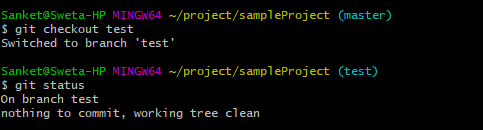 Sanket@Sweta-HP MINGW64 ~/project/sampleProject (master)
$ git checkout test
Switched to branch 'test'
Sanket@Sweta-HP MINGW64 ~/project/sampleProject (test)
$ git status
On branch test
nothing to commit, working tree clean